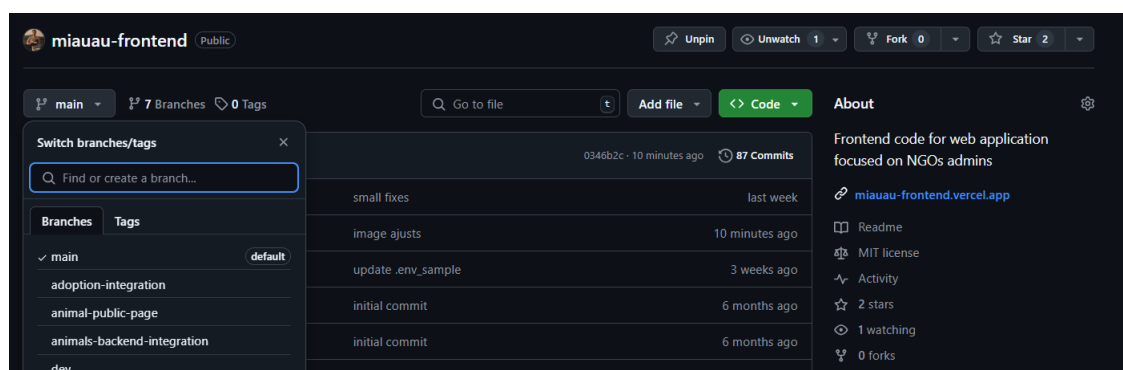 miauau-frontend Public
Unpin
Unwatch 1
Fork 0
Star 2
main
7 Branches
0 Tags
Go to file t
Add file
Code
Switch branches/tags
Find or create a branch...
Branches Tags
main default
adoption-integration
animal-public-page
animals-backend-integration
dev
0346b2c · 10 minutes ago 87 Commits
small fixes last week
image ajusts 10 minutes ago
update .env_sample 3 weeks ago
initial commit 6 months ago
initial commit 6 months ago
About
Frontend code for web application
focused on NGOs admins
miauau-frontend.vercel.app
Readme
MIT license
Activity
2 stars
1 watching
0 forks